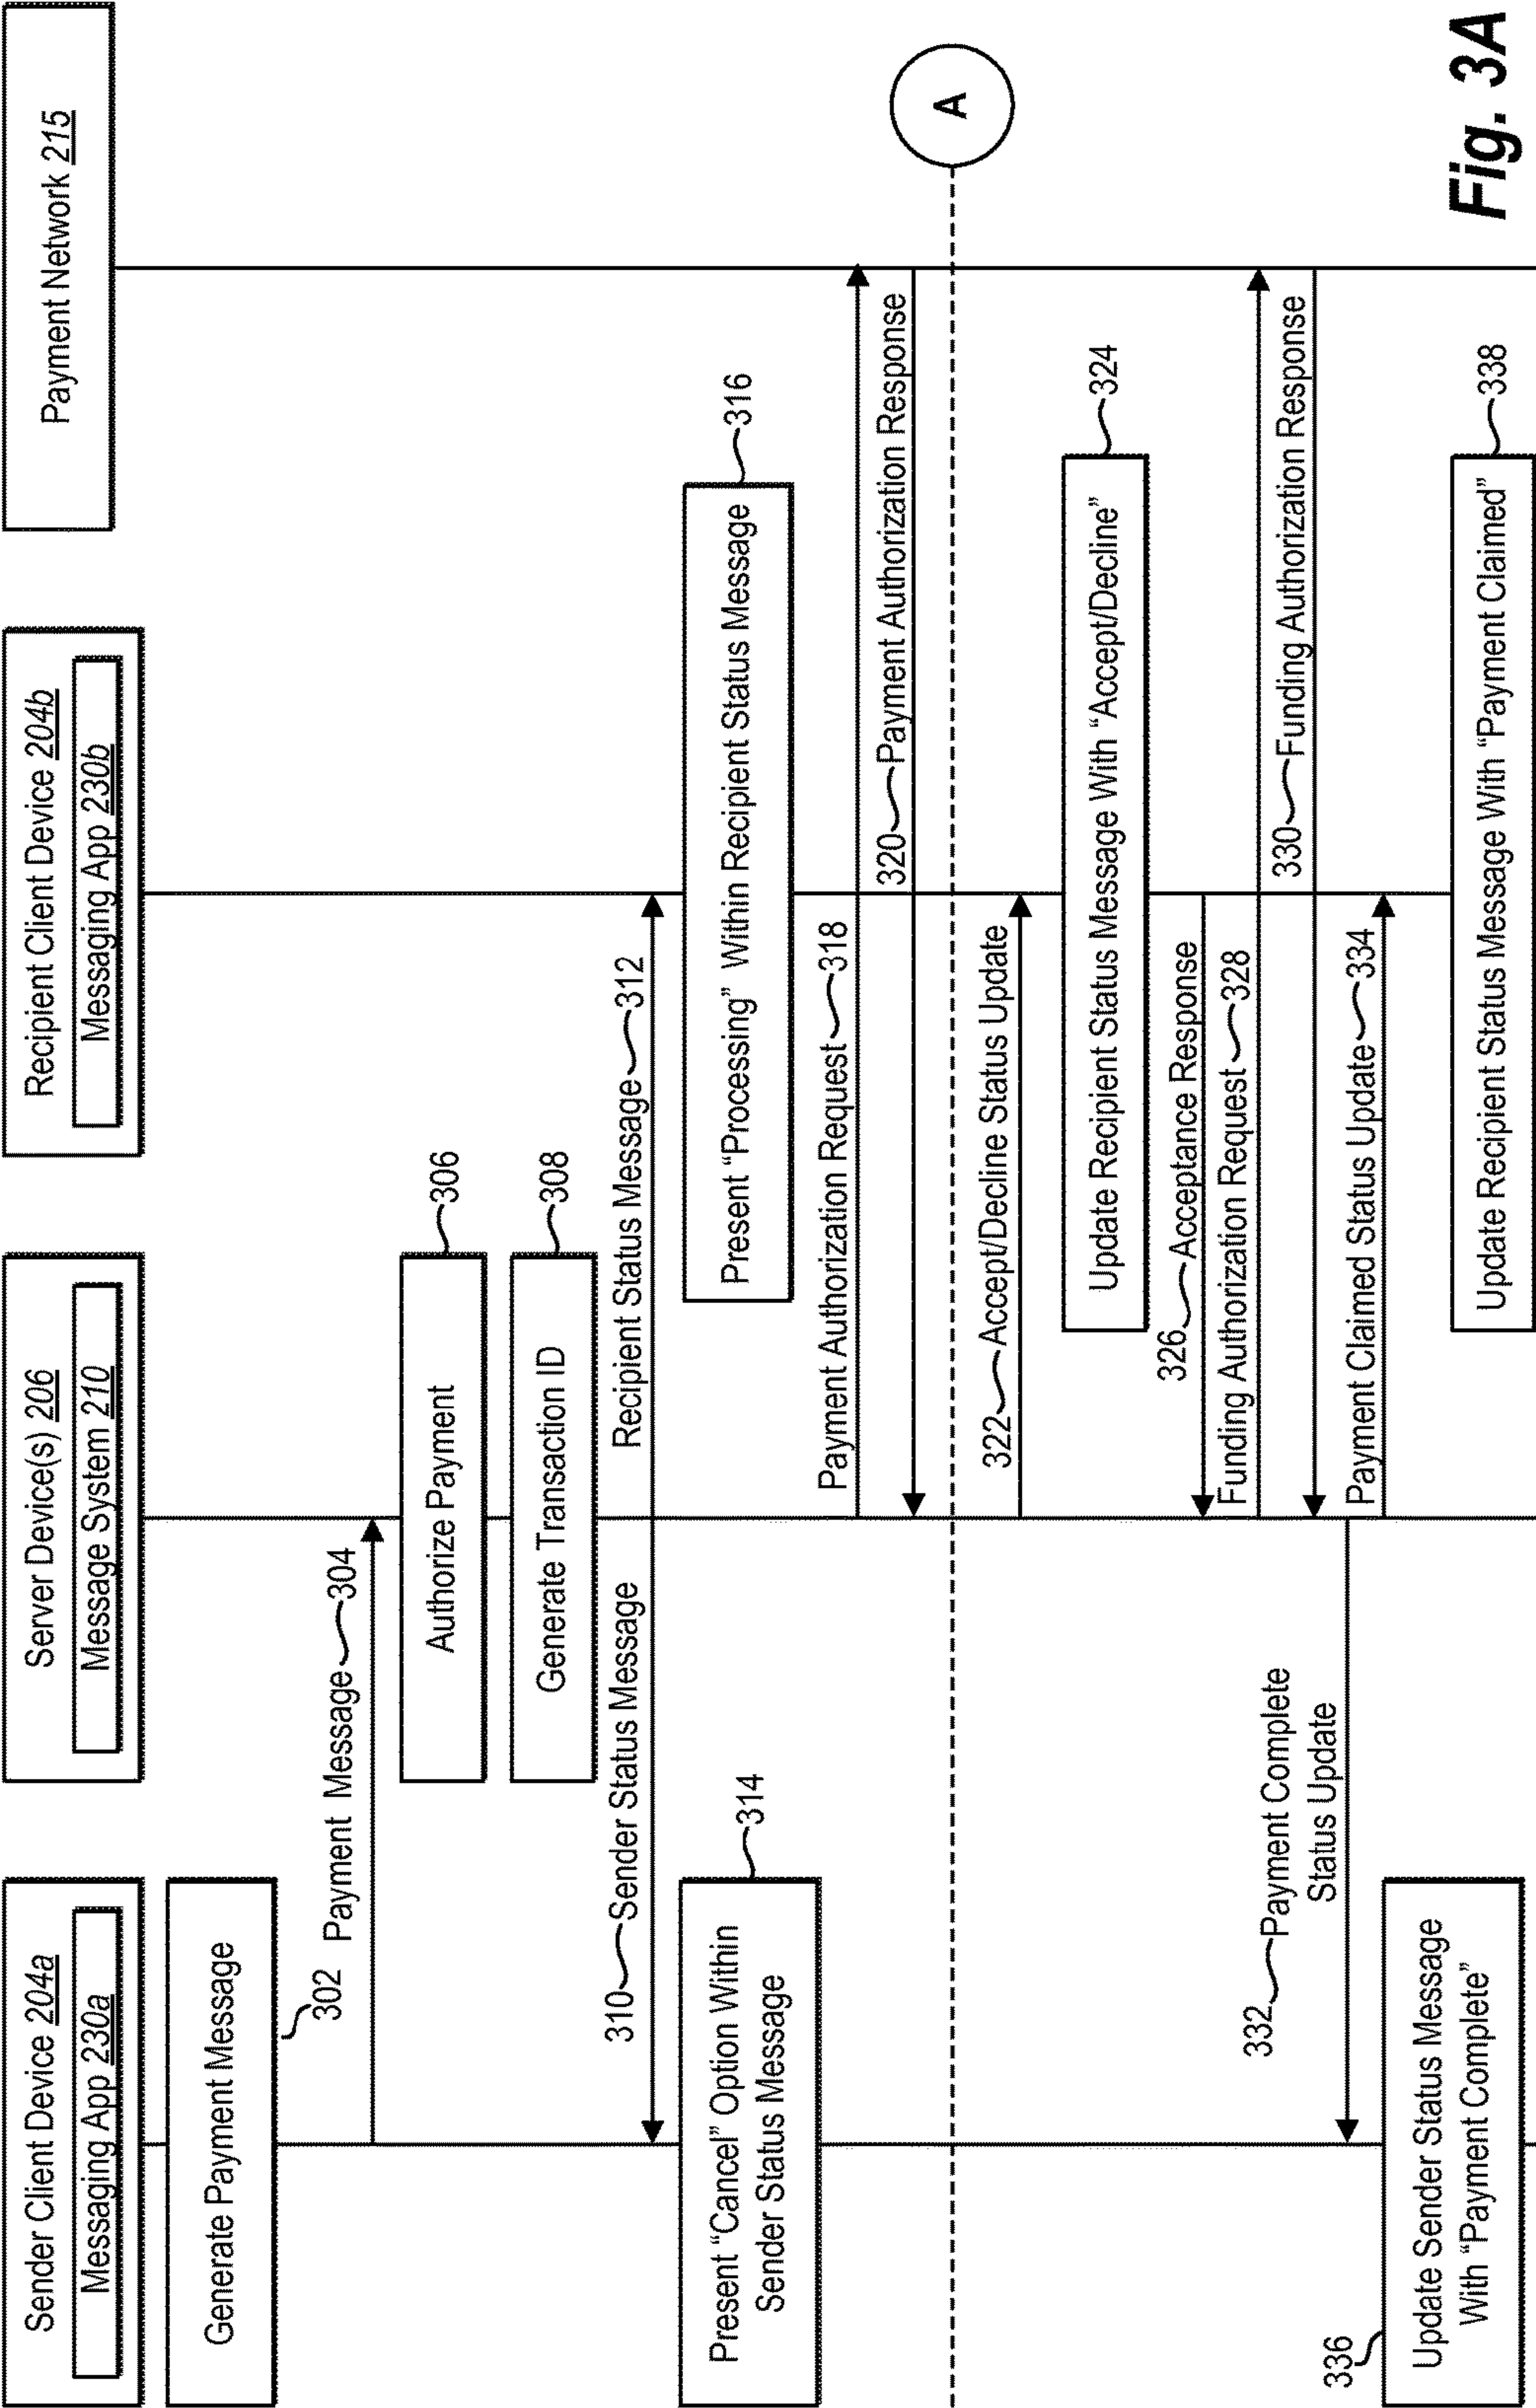 Sender Client Device 204a
Messaging App 230a
Server Device(s) 206
Message System 210
Recipient Client Device 204b
Messaging App 230b
Payment Network 215
Generate Payment Message
302
Payment Message 304
Authorize Payment
306
Generate Transaction ID
308
310 Sender Status Message
Recipient Status Message 312
Present “Cancel” Option Within
Sender Status Message
314
Present “Processing” Within Recipient Status Message
316
Payment Authorization Request 318
320 Payment Authorization Response
A
322 Accept/Decline Status Update
Update Recipient Status Message With “Accept/Decline”
324
326 Acceptance Response
Funding Authorization Request 328
330 Funding Authorization Response
332 Payment Complete
Status Update
Payment Claimed Status Update 334
336
Update Sender Status Message
With “Payment Complete”
Update Recipient Status Message With “Payment Claimed”
338
Fig. 3A